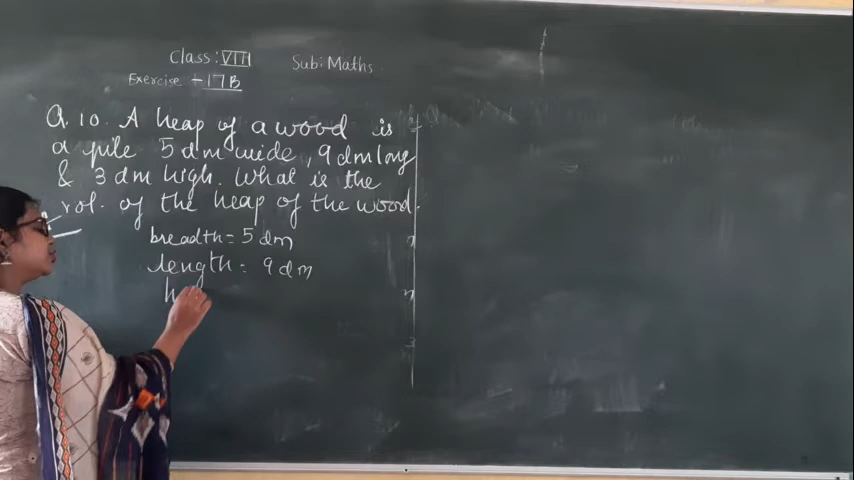 Class: VIII Sub: Maths
Exercise - 17B
Q.10. A heap of a wood is
a pile 5 dm wide, 9 dm long
& 3 dm high. What is the
vol. of the heap of the wood.
breadth = 5 dm
length = 9 dm
h